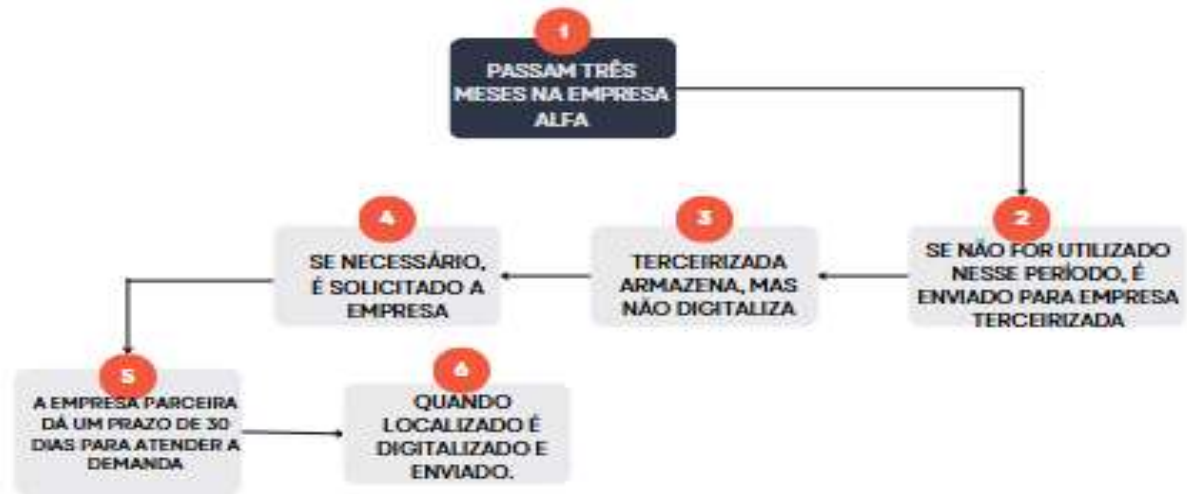 1
PASSAM TRÊS
MESES NA EMPRESA
ALFA
2
SE NÃO FOR UTILIZADO
NESSE PERÍODO, É
ENVIADO PARA EMPRESA
TERCEIRIZADA
3
TERCEIRIZADA
ARMAZENA, MAS
NÃO DIGITALIZA
4
SE NECESSÁRIO,
É SOLICITADO A
EMPRESA
5
A EMPRESA PARCEIRA
DÁ UM PRAZO DE 30
DIAS PARA ATENDER A
DEMANDA
6
QUANDO
LOCALIZADO É
DIGITALIZADO E
ENVIADO.